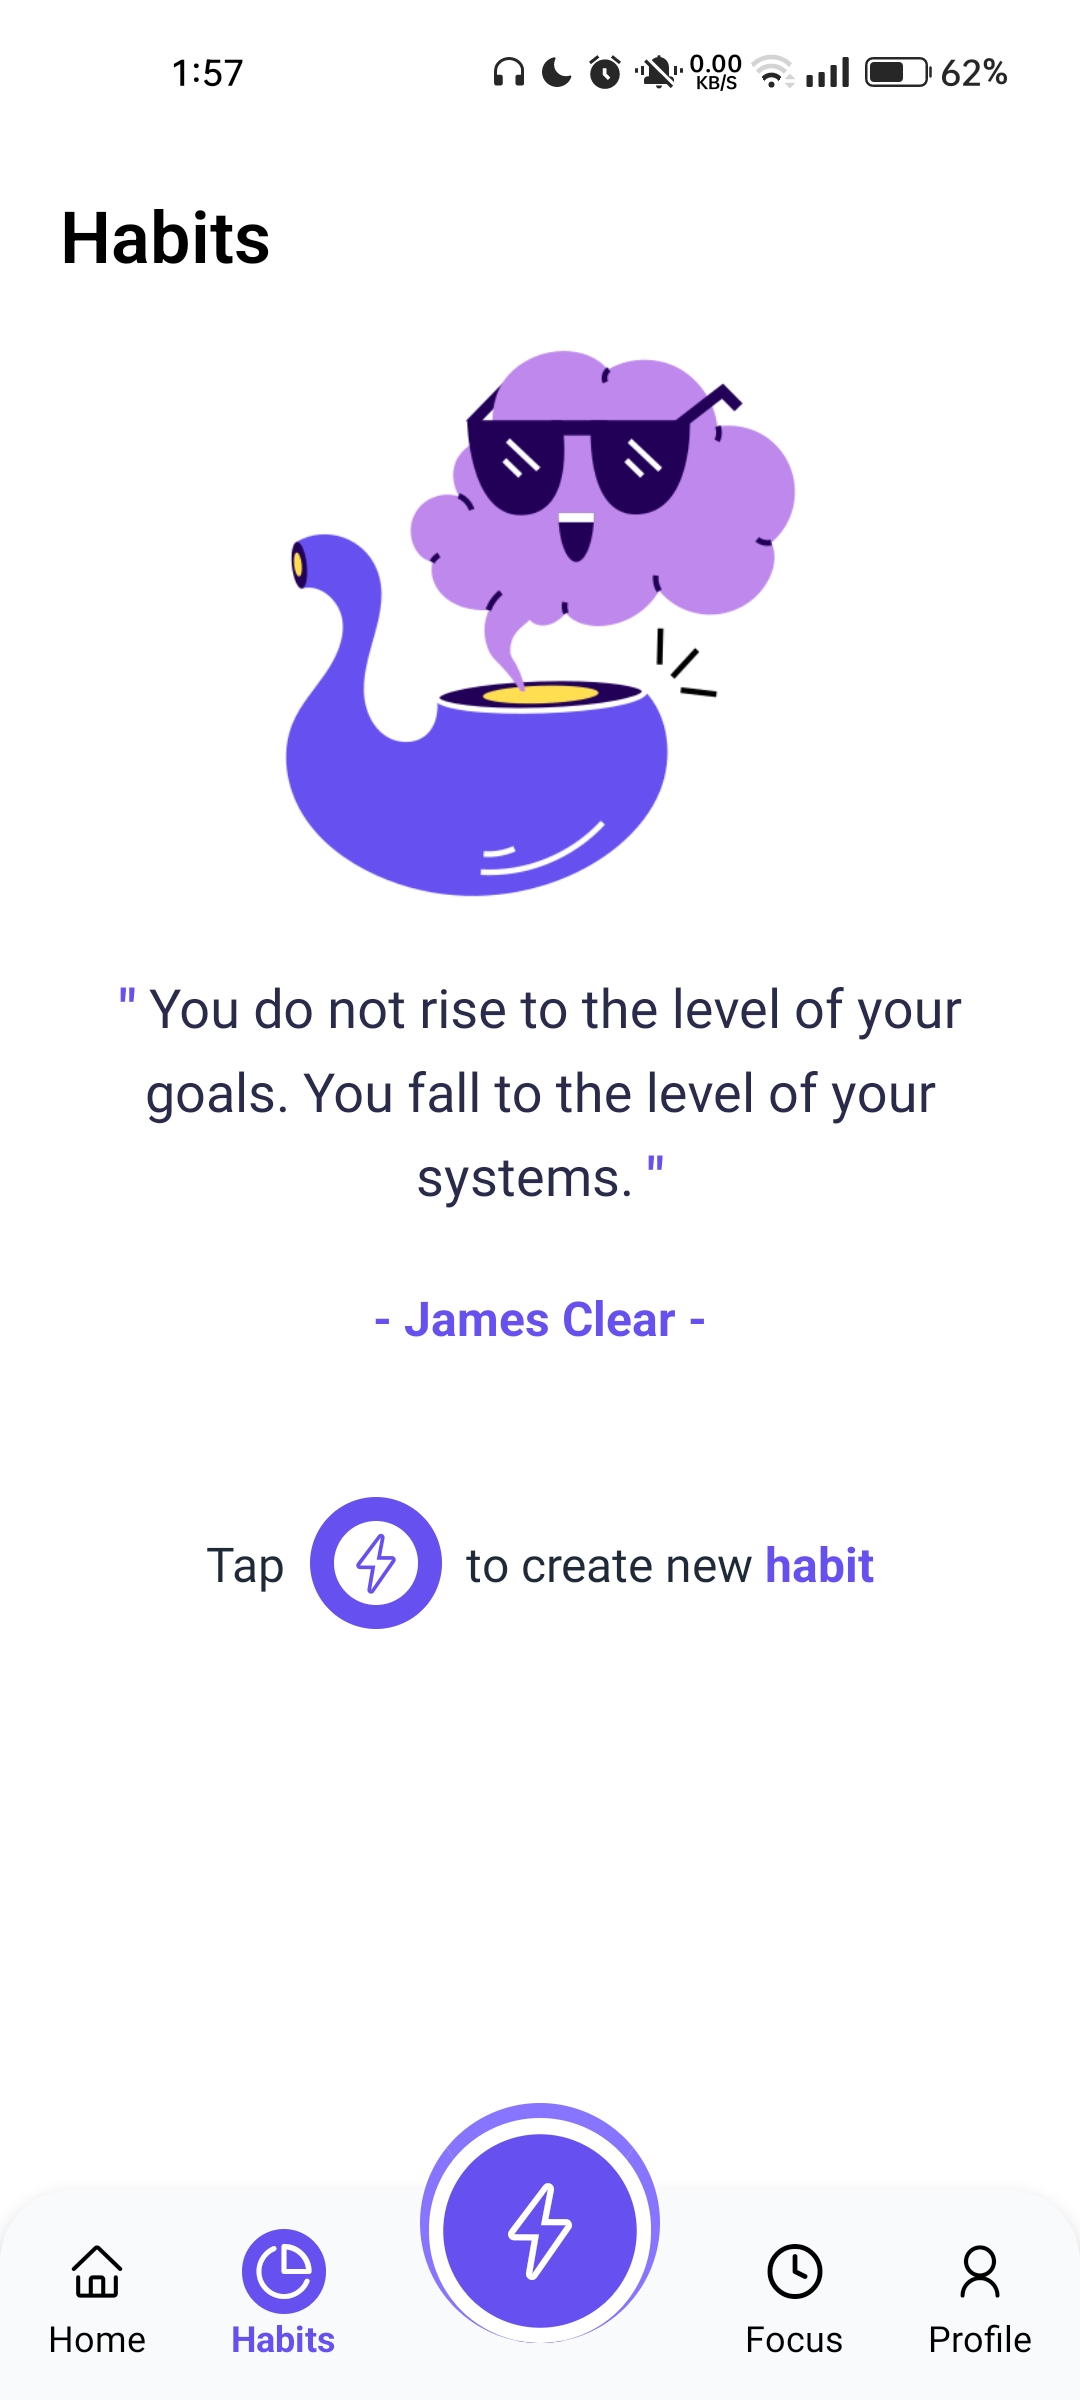 1:57
0.00
KB/S
62%
Habits
" You do not rise to the level of your
goals. You fall to the level of your
systems. "
- James Clear -
Tap to create new habit
Home
Habits
Focus
Profile